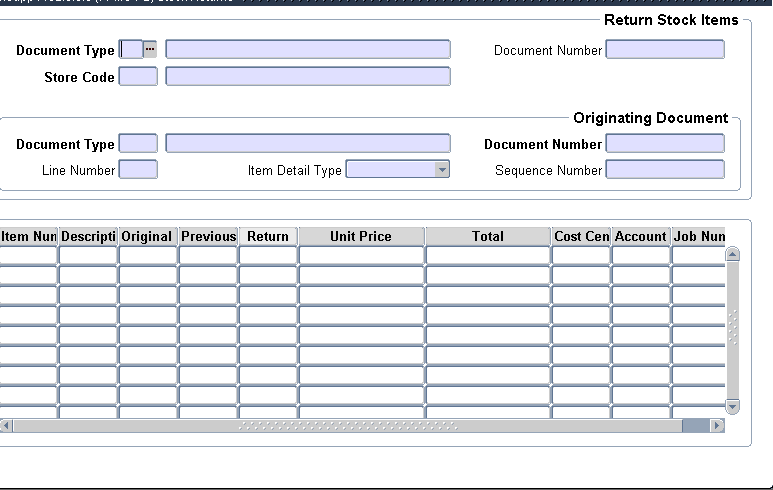 Return Stock Items
Document Type ... Document Number
Store Code
Originating Document
Document Type Document Number
Line Number Item Detail Type Sequence Number
Item Nun Descripti Original Previous Return Unit Price Total Cost Cen Account Job Nun